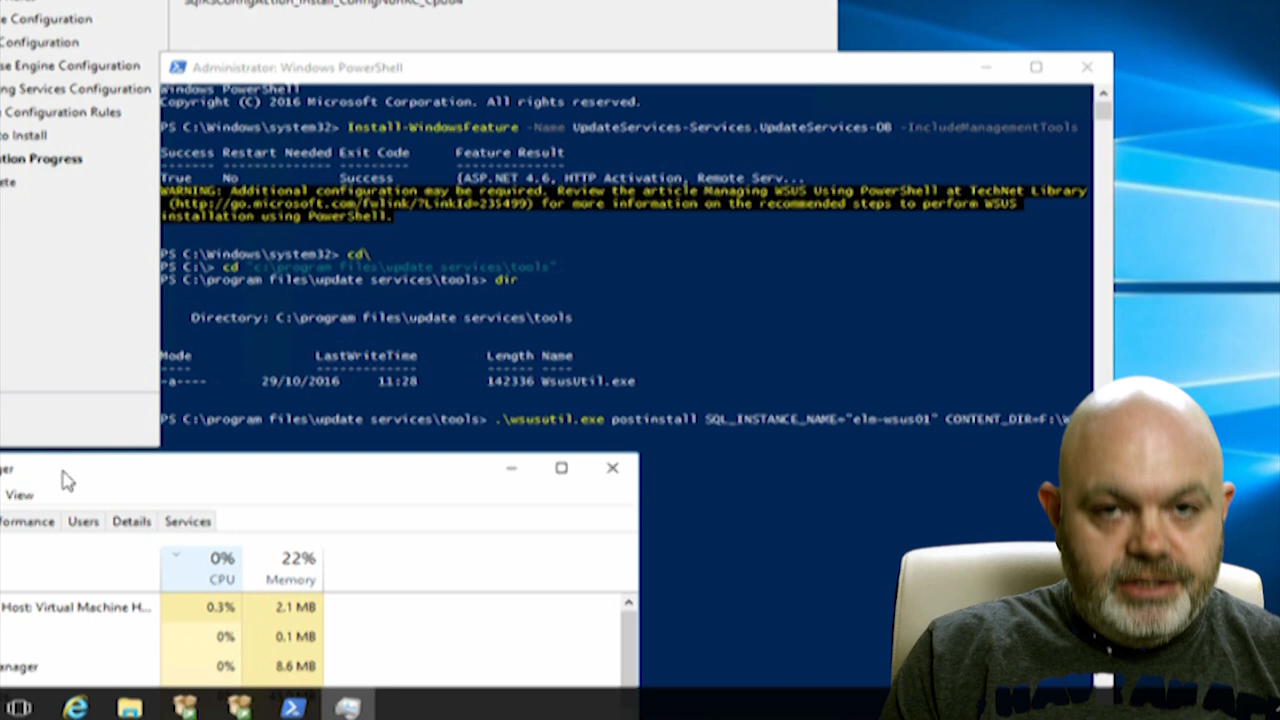 e Configuration
Configuration
se Engine Configuration
ng Services Configuration
Configuration Rules
to Install
tion Progress
te
Administrator: Windows PowerShell
Windows PowerShell
Copyright (C) 2016 Microsoft Corporation. All rights reserved.
PS C:\Windows\system32> Install-WindowsFeature -Name UpdateServices-Services,UpdateServices-DB -IncludeManagementTools
Success Restart Needed Exit Code Feature Result
------- -------------- --------- --------------
True No Success {ASP.NET 4.6, HTTP Activation, Remote Serv...
WARNING: Additional configuration may be required. Review the article Managing WSUS Using PowerShell at TechNet Library
(http://go.microsoft.com/fwlink/?LinkId=235499) for more information on the recommended steps to perform WSUS
installation using PowerShell.
PS C:\Windows\system32> cd\
PS C:\> cd "c:\program files\update services\tools"
PS C:\program files\update services\tools> dir
Directory: C:\program files\update services\tools
Mode LastWriteTime Length Name
---- ------------- ------ ----
-a---- 29/10/2016 11:28 142336 WsusUtil.exe
PS C:\program files\update services\tools> .\wsusutil.exe postinstall SQL_INSTANCE_NAME="elm-wsus01" CONTENT_DIR=F:\W
ger
View
formance Users Details Services
0% 22%
CPU Memory
Host: Virtual Machine H... 0.3% 2.1 MB
0% 0.1 MB
anager 0% 8.6 MB